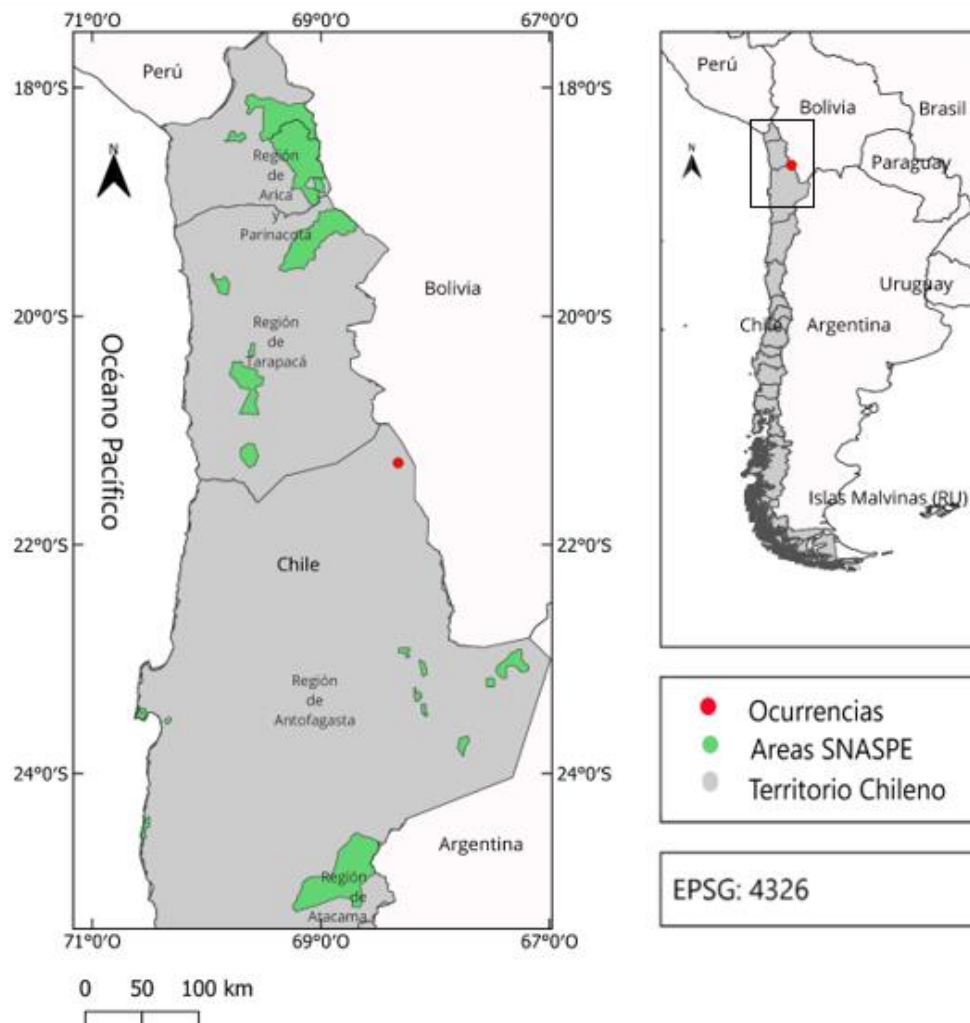 71°0'O 69°0'O 67°0'O
Perú
18°0'S
N
Región
de
Arica
y
Parinacota
Bolivia
20°0'S
Región
de
Tarapacá
Océano Pacífico
22°0'S
Chile
Región
de
Antofagasta
24°0'S
Argentina
Región
de
Atacama
71°0'O 69°0'O 67°0'O
0 50 100 km
Perú
Bolivia
Brasil
N
Paraguay
Uruguay
Chile
Argentina
Islas Malvinas (RU)
Ocurrencias
Areas SNASPE
Territorio Chileno
EPSG: 4326
18°0'S
20°0'S
22°0'S
24°0'S